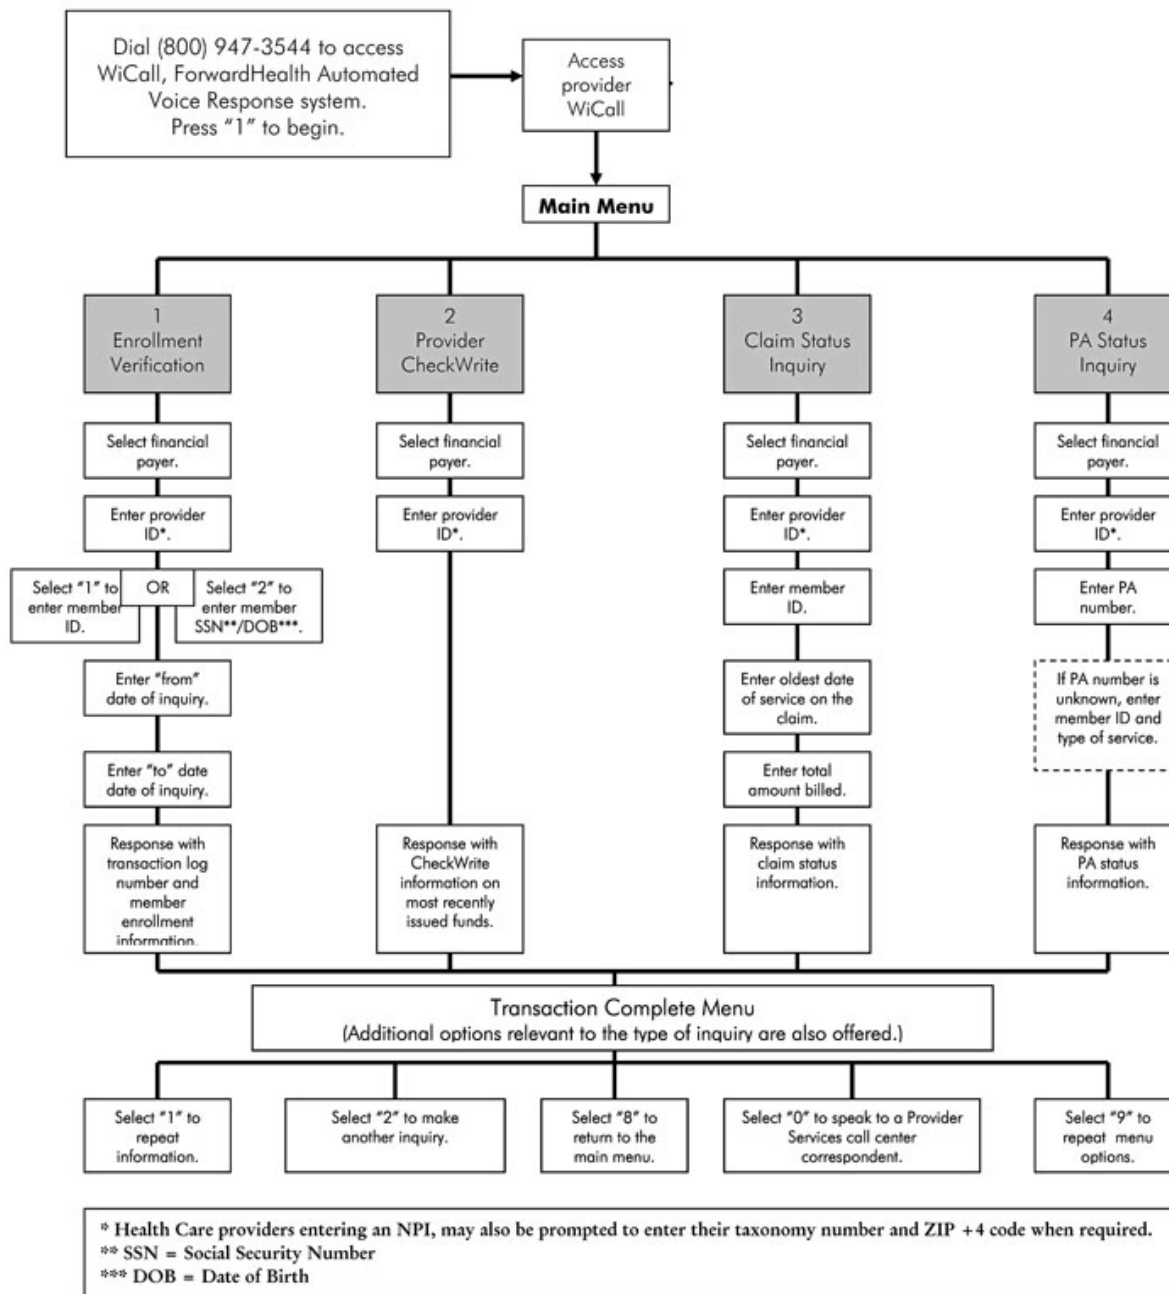 Dial (800) 947-3544 to access
WiCall, ForwardHealth Automated
Voice Response system.
Press “1” to begin.
Access
provider
WiCall
Main Menu
1
Enrollment
Verification
2
Provider
CheckWrite
3
Claim Status
Inquiry
4
PA Status
Inquiry
Select financial
payer.
Select financial
payer.
Select financial
payer.
Select financial
payer.
Enter provider
ID*.
Enter provider
ID*.
Enter provider
ID*.
Enter provider
ID*.
Select “1” to
enter member
ID.
OR
Select “2” to
enter member
SSN**/DOB***.
Enter member
ID.
Enter PA
number.
Enter “from”
date of inquiry.
Enter oldest date
of service on the
claim.
If PA number is
unknown, enter
member ID and
type of service.
Enter “to” date
date of inquiry.
Enter total
amount billed.
Response with
transaction log
number and
member
enrollment
information.
Response with
CheckWrite
information on
most recently
issued funds.
Response with
claim status
information.
Response with
PA status
information.
Transaction Complete Menu
(Additional options relevant to the type of inquiry are also offered.)
Select “1” to
repeat
information.
Select “2” to make
another inquiry.
Select “8” to
return to the
main menu.
Select “0” to speak to a Provider
Services call center
correspondent.
Select “9” to
repeat menu
options.
* Health Care providers entering an NPI, may also be prompted to enter their taxonomy number and ZIP +4 code when required.
** SSN = Social Security Number
*** DOB = Date of Birth